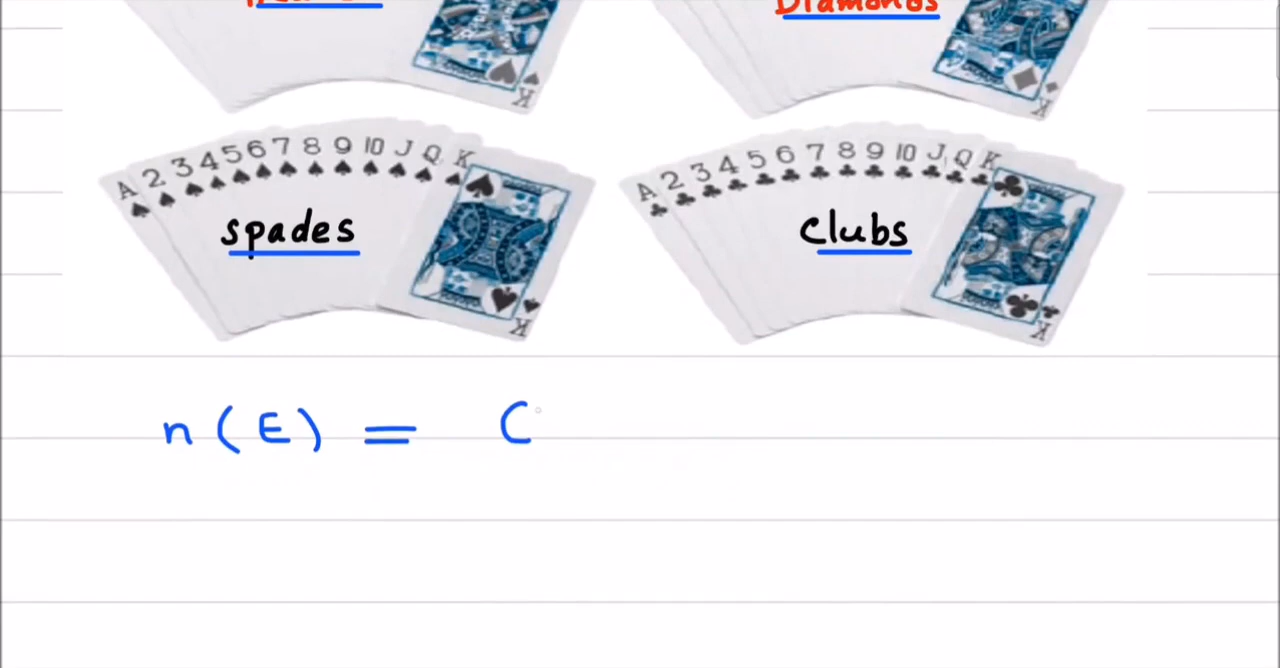 Diamonds
K K
A 2 3 4 5 6 7 8 9 10 J Q K
A 2 3 4 5 6 7 8 9 10 J Q K
spades
Clubs
K K
n(E) = C